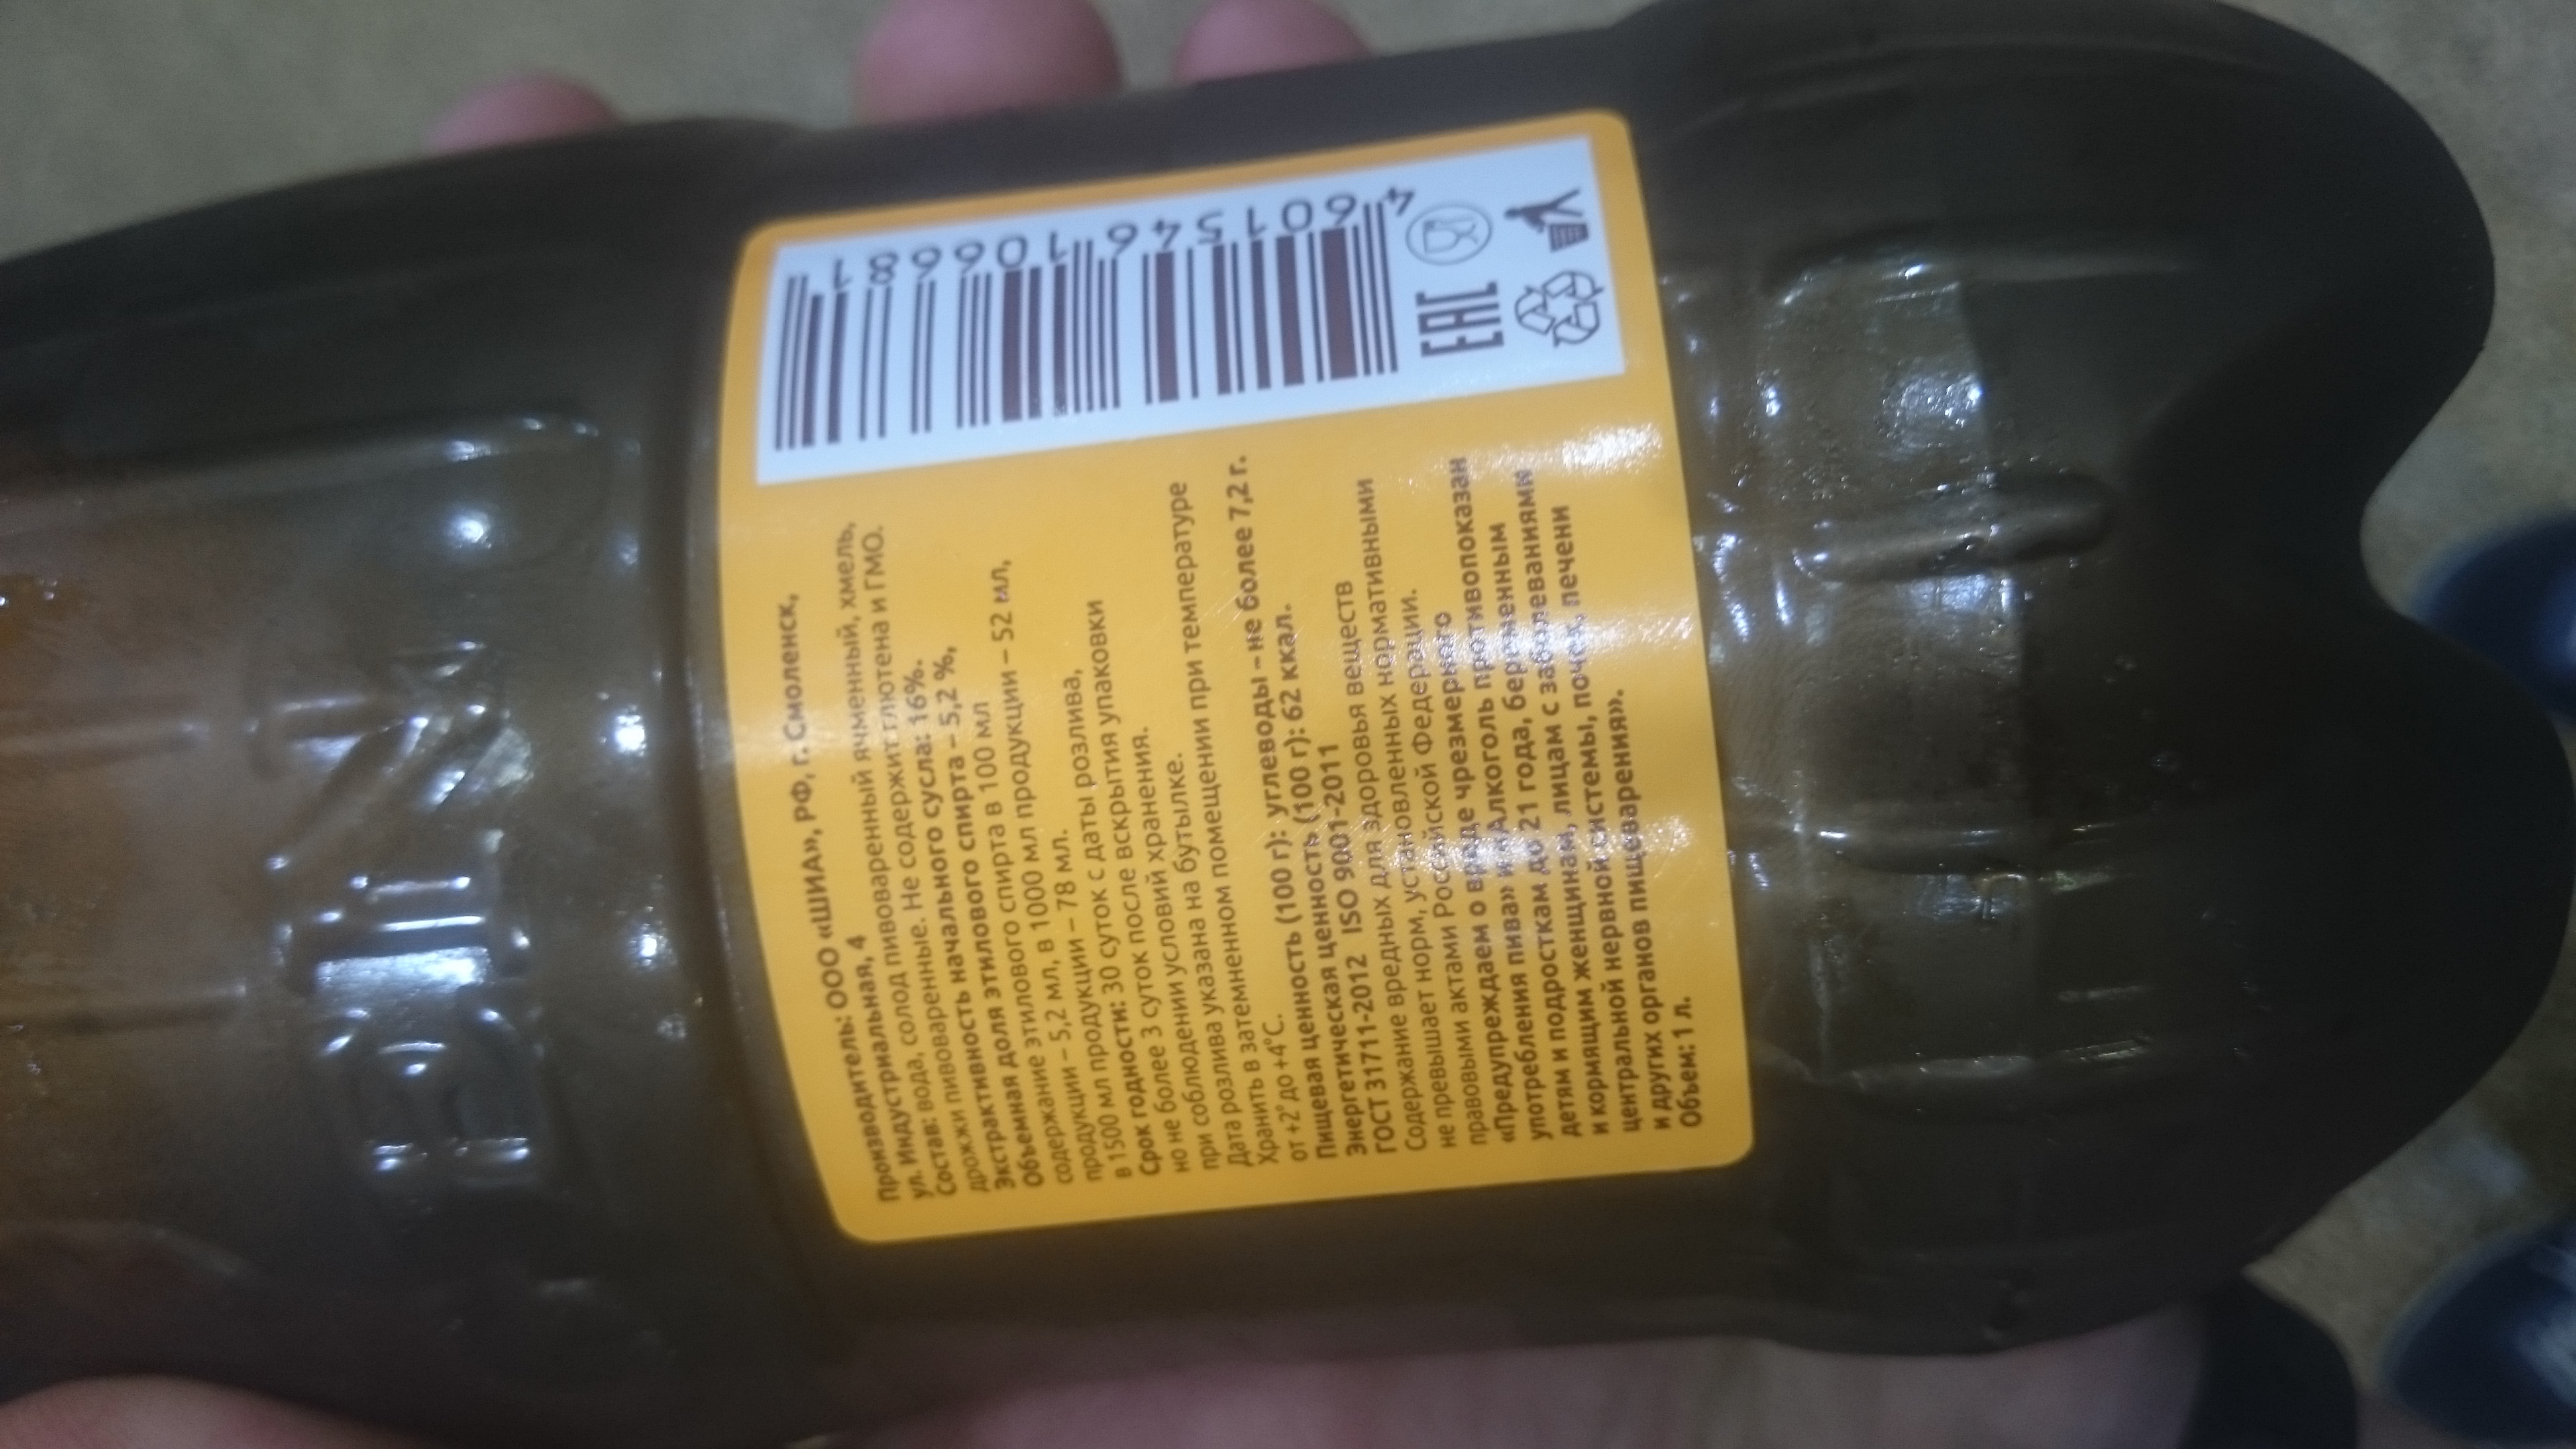 Производитель: ООО «ШИА», РФ, г. Смоленск,
ул. Индустриальная, 4
Состав: вода, солод пивоваренный ячменный, хмель,
дрожжи пивоваренные. Не содержит глютена и ГМО.
Экстрактивность начального сусла: 16%.
Объемная доля этилового спирта – 5,2 %,
содержание этилового спирта в 100 мл
продукции – 5,2 мл, в 1000 мл продукции – 52 мл,
в 1500 мл продукции – 78 мл.
Срок годности: 30 суток с даты розлива,
но не более 3 суток после вскрытия упаковки
при соблюдении условий хранения.
Дата розлива указана на бутылке.
Хранить в затемненном помещении при температуре
от +2° до +4°С.
Пищевая ценность (100 г): углеводы – не более 7,2 г.
Энергетическая ценность (100 г): 62 ккал.
ГОСТ 31711-2012 ISO 9001-2011
Содержание вредных для здоровья веществ
не превышает норм, установленных нормативными
правовыми актами Российской Федерации.
«Предупреждаем о вреде чрезмерного
употребления пива» и «Алкоголь противопоказан
детям и подросткам до 21 года, беременным
и кормящим женщинам, лицам с заболеваниями
центральной нервной системы, почек, печени
и других органов пищеварения».
Объем: 1 л.
4 601546 106681
EAC